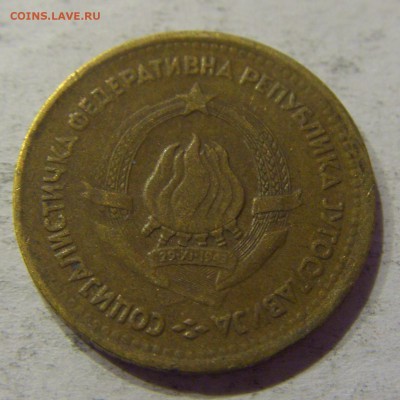 COINS.LAVE.RU
СОЦИЈАЛИСТИЧКА ФЕДЕРАТИВНА РЕПУБЛИКА ЈУГОСЛАВИЈА